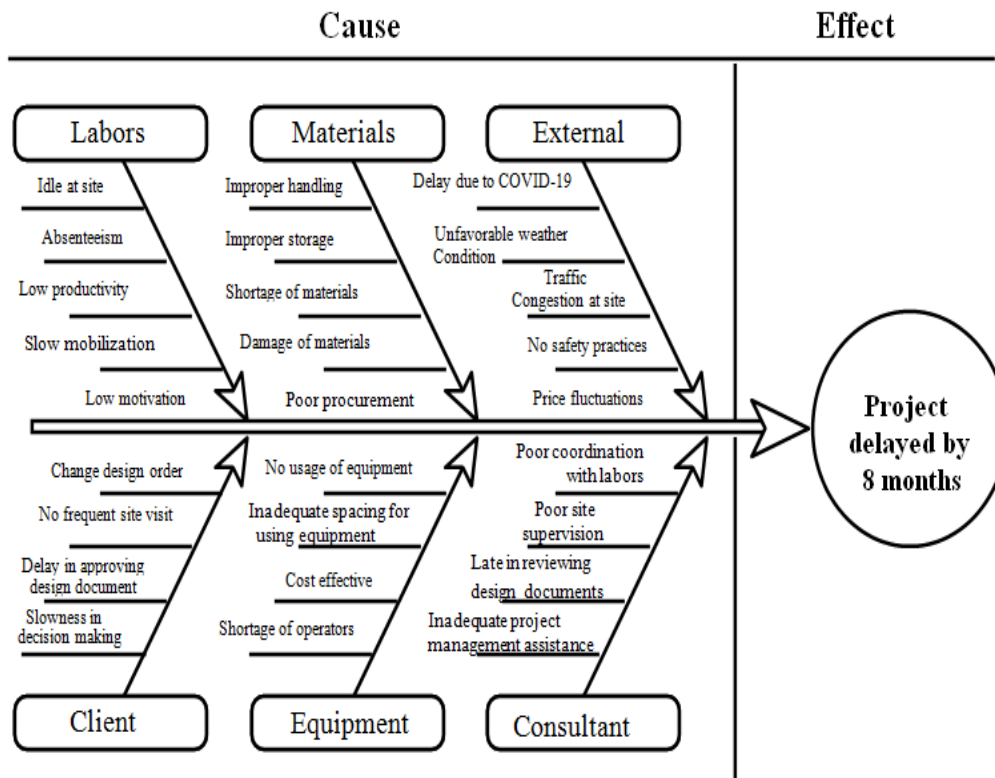 Cause
Effect
Labors
Materials
External
Idle at site
Absenteeism
Low productivity
Slow mobilization
Low motivation
Improper handling
Improper storage
Shortage of materials
Damage of materials
Poor procurement
Delay due to COVID-19
Unfavorable weather
Condition
Traffic
Congestion at site
No safety practices
Price fluctuations
Project
delayed by
8 months
Change design order
No frequent site visit
Delay in approving
design document
Slowness in
decision making
No usage of equipment
Inadequate spacing for
using equipment
Cost effective
Shortage of operators
Poor coordination
with labors
Poor site
supervision
Late in reviewing
design documents
Inadequate project
management assistance
Client
Equipment
Consultant